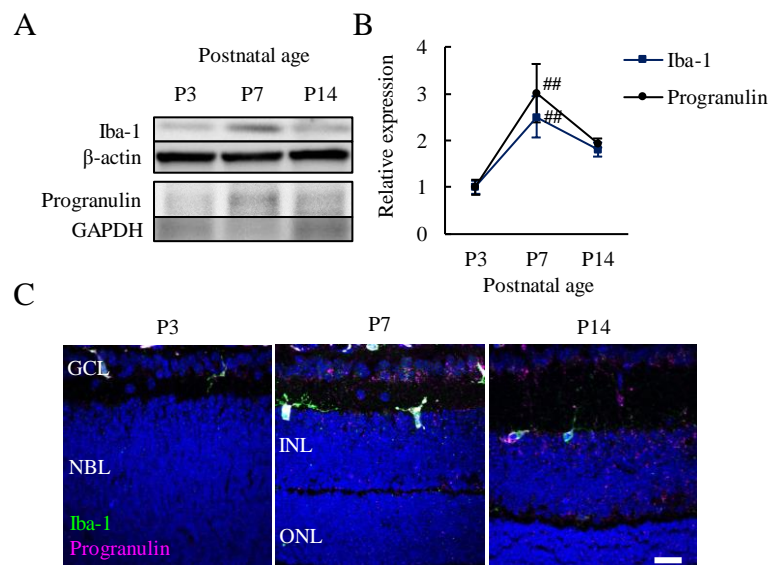 A
Postnatal age
P3 P7 P14
Iba-1
β-actin
Progranulin
GAPDH
B
Relative expression
4
3
2
1
0
##
##
P3 P7 P14
Postnatal age
Iba-1
Progranulin
C
P3 P7 P14
GCL
NBL
INL
ONL
Iba-1
Progranulin